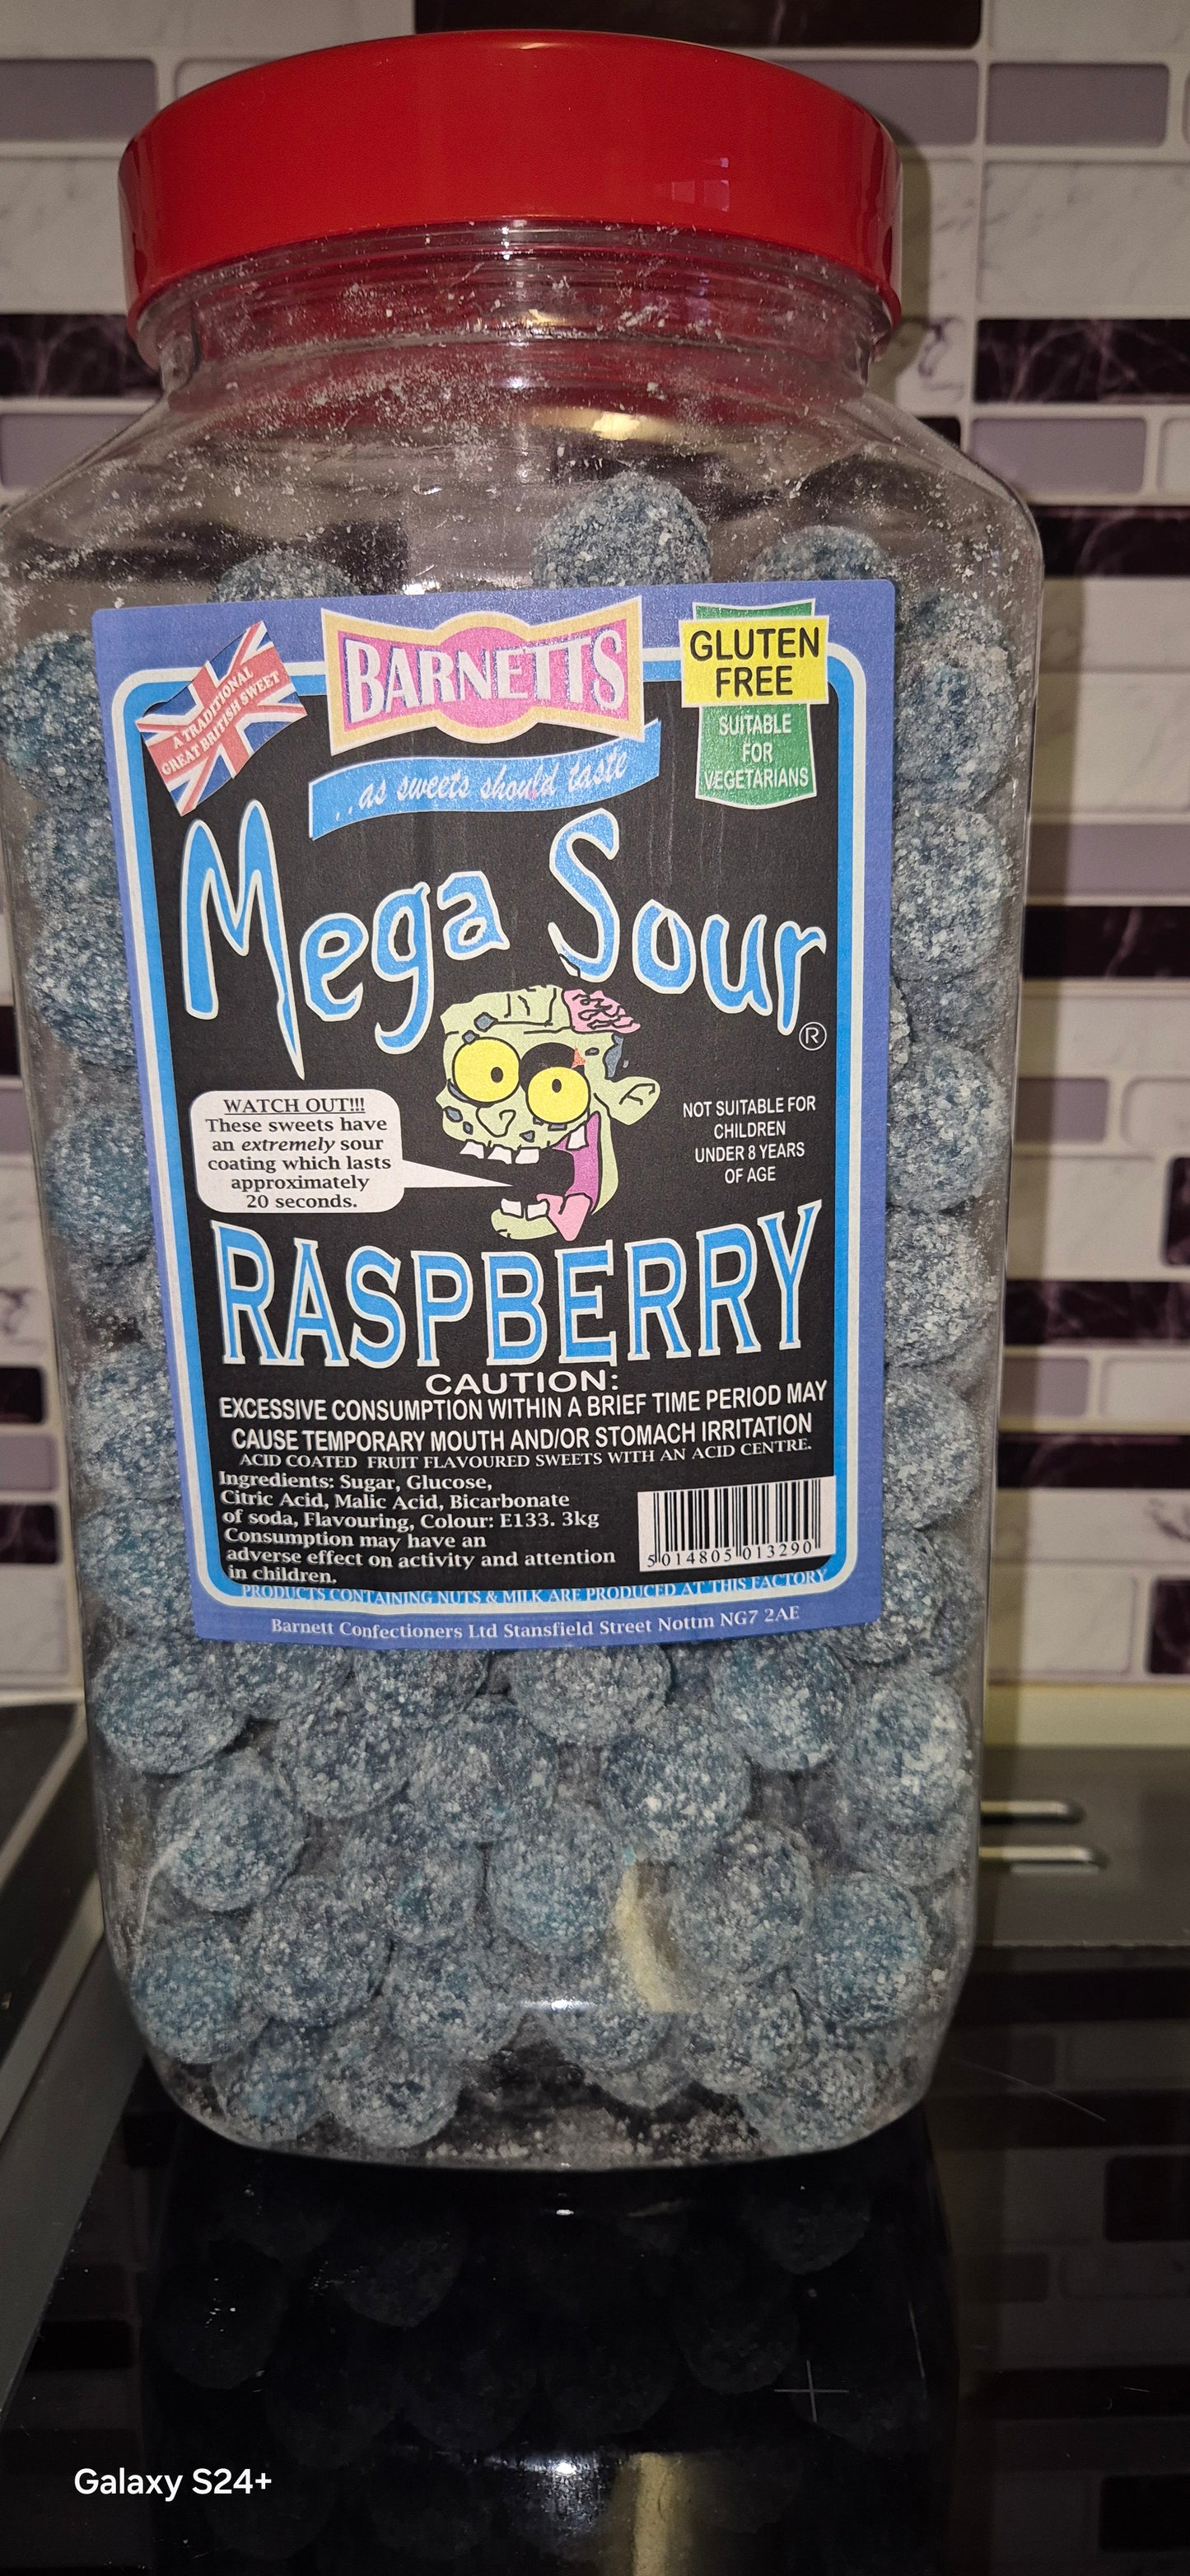 A TRADITIONAL
GREAT BRITISH SWEET
BARNETTS
...as sweets should taste
GLUTEN
FREE
SUITABLE
FOR
VEGETARIANS
Mega Sour
®
WATCH OUT!!!
These sweets have
an extremely sour
coating which lasts
approximately
20 seconds.
NOT SUITABLE FOR
CHILDREN
UNDER 8 YEARS
OF AGE
RASPBERRY
CAUTION:
EXCESSIVE CONSUMPTION WITHIN A BRIEF TIME PERIOD MAY
CAUSE TEMPORARY MOUTH AND/OR STOMACH IRRITATION
ACID COATED FRUIT FLAVOURED SWEETS WITH AN ACID CENTRE.
Ingredients: Sugar, Glucose,
Citric Acid, Malic Acid, Bicarbonate
of soda, Flavouring, Colour: E133. 3kg
Consumption may have an
adverse effect on activity and attention
in children.
5 014805 013290
PRODUCTS CONTAINING NUTS & MILK ARE PRODUCED AT THIS FACTORY
Barnett Confectioners Ltd Stansfield Street Nottm NG7 2AE
Galaxy S24+